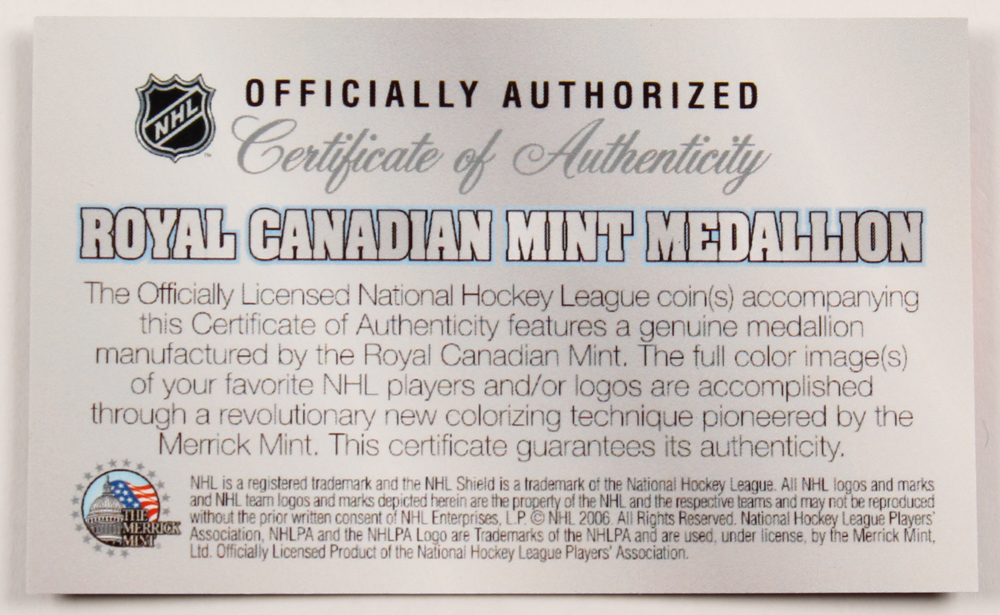 NHL
OFFICIALLY AUTHORIZED
Certificate of Authenticity
ROYAL CANADIAN MINT MEDALLION
The Officially Licensed National Hockey League coin(s) accompanying
this Certificate of Authenticity features a genuine medallion
manufactured by the Royal Canadian Mint. The full color image(s)
of your favorite NHL players and/or logos are accomplished
through a revolutionary new colorizing technique pioneered by the
Merrick Mint. This certificate guarantees its authenticity.
THE
MERRICK
MINT
NHL is a registered trademark and the NHL Shield is a trademark of the National Hockey League. All NHL logos and marks
and NHL team logos and marks depicted herein are the property of the NHL and the respective teams and may not be reproduced
without the prior written consent of NHL Enterprises, L.P. © NHL 2006. All Rights Reserved. National Hockey League Players'
Association, NHLPA and the NHLPA Logo are Trademarks of the NHLPA and are used, under license, by the Merrick Mint,
Ltd. Officially Licensed Product of the National Hockey League Players' Association.